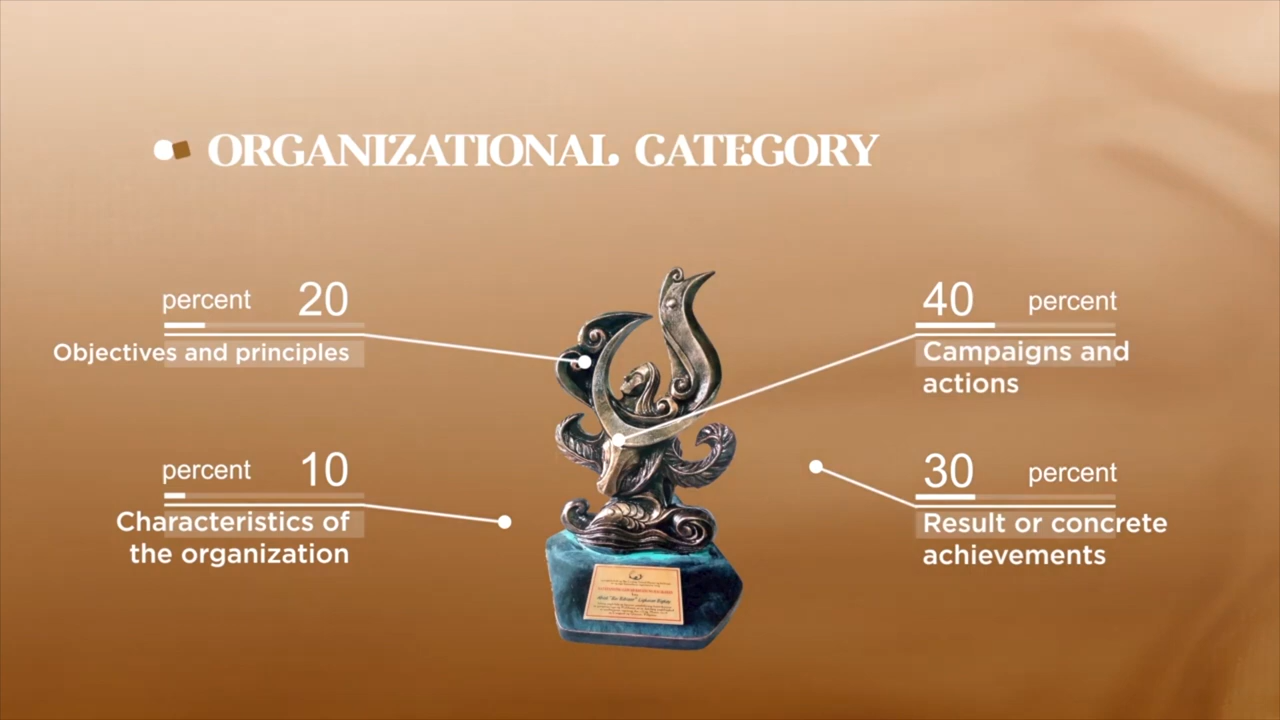 ORGANIZATIONAL CATEGORY
percent 20
Objectives and principles
percent 10
Characteristics of
the organization
40 percent
Campaigns and
actions
30 percent
Result or concrete
achievements